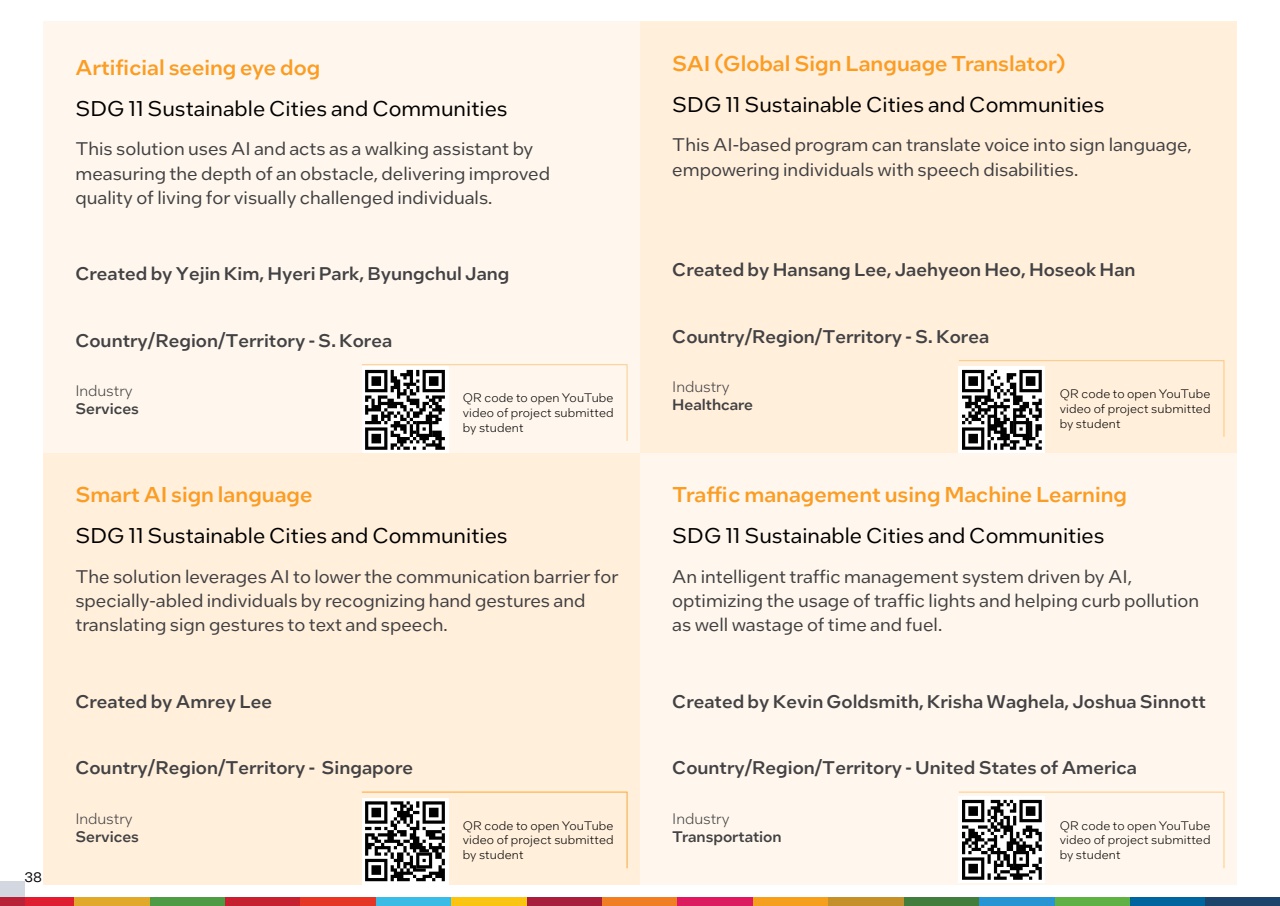 Artificial seeing eye dog
SDG 11 Sustainable Cities and Communities
This solution uses AI and acts as a walking assistant by
measuring the depth of an obstacle, delivering improved
quality of living for visually challenged individuals.
Created by Yejin Kim, Hyeri Park, Byungchul Jang
Country/Region/Territory - S. Korea
Industry
Services
QR code to open YouTube
video of project submitted
by student
SAI (Global Sign Language Translator)
SDG 11 Sustainable Cities and Communities
This AI-based program can translate voice into sign language,
empowering individuals with speech disabilities.
Created by Hansang Lee, Jaehyeon Heo, Hoseok Han
Country/Region/Territory - S. Korea
Industry
Healthcare
QR code to open YouTube
video of project submitted
by student
Smart AI sign language
SDG 11 Sustainable Cities and Communities
The solution leverages AI to lower the communication barrier for
specially-abled individuals by recognizing hand gestures and
translating sign gestures to text and speech.
Created by Amrey Lee
Country/Region/Territory - Singapore
Industry
Services
QR code to open YouTube
video of project submitted
by student
Traffic management using Machine Learning
SDG 11 Sustainable Cities and Communities
An intelligent traffic management system driven by AI,
optimizing the usage of traffic lights and helping curb pollution
as well wastage of time and fuel.
Created by Kevin Goldsmith, Krisha Waghela, Joshua Sinnott
Country/Region/Territory - United States of America
Industry
Transportation
QR code to open YouTube
video of project submitted
by student
38